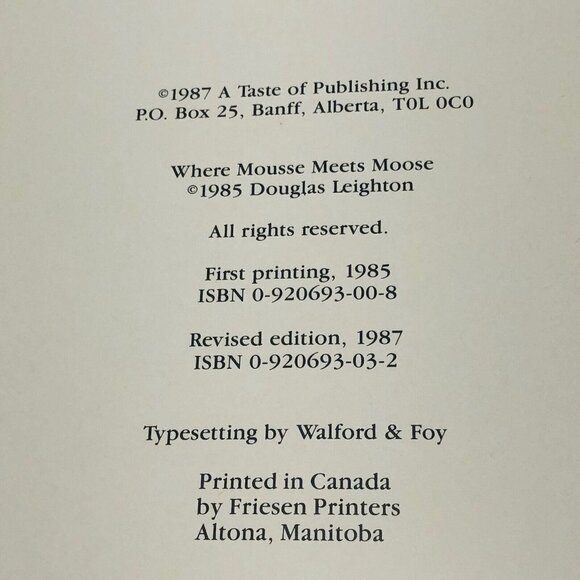 ©1987 A Taste of Publishing Inc.
P.O. Box 25, Banff, Alberta, T0L 0C0
Where Mousse Meets Moose
©1985 Douglas Leighton
All rights reserved.
First printing, 1985
ISBN 0-920693-00-8
Revised edition, 1987
ISBN 0-920693-03-2
Typesetting by Walford & Foy
Printed in Canada
by Friesen Printers
Altona, Manitoba